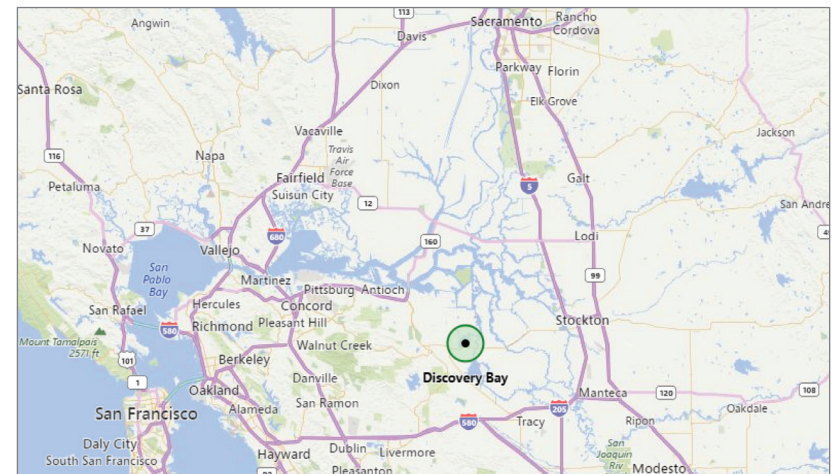 113
Angwin
Sacramento
Rancho
Cordova
Davis
Parkway
Florin
Santa Rosa
Dixon
Elk Grove
Vacaville
Jackson
116
Napa
Travis
Air
Force
Base
Fairfield
Galt
Petaluma
Suisun City
5
12
San Andre
37
680
Novato
Vallejo
160
Lodi
San
Pablo
Bay
99
Martinez
Pittsburg
Antioch
Hercules
Concord
San Rafael
Stockton
580
Richmond
Pleasant Hill
Mount Tamalpais
2571 ft
Walnut Creek
101
Berkeley
Discovery Bay
1
Danville
Oakland
Manteca
120
108
San Francisco
Alameda
San Ramon
205
Oakdale
580
Tracy
Ripon
Daly City
Hayward
Dublin
Livermore
San
Joaquin
Riv
South San Francisco
Pleasanton
Modesto